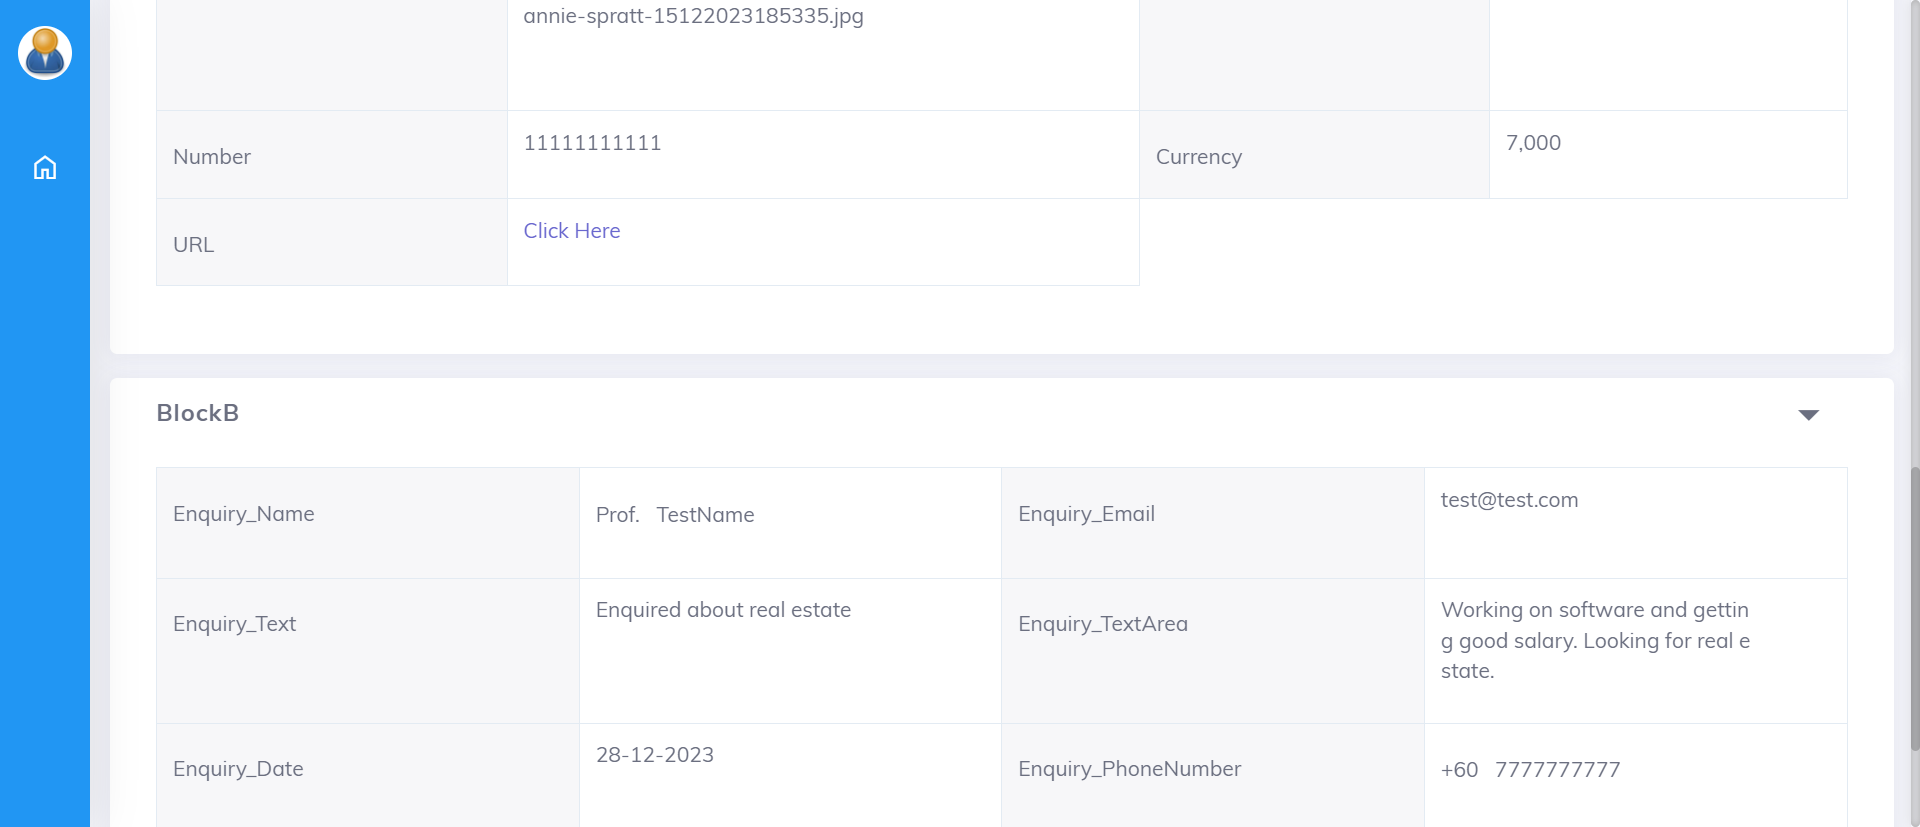 annie-spratt-15122023185335.jpg
Number
11111111111
Currency
7,000
URL
Click Here
BlockB
Enquiry_Name
Prof. TestName
Enquiry_Email
test@test.com
Enquiry_Text
Enquired about real estate
Enquiry_TextArea
Working on software and gettin
g good salary. Looking for real e
state.
Enquiry_Date
28-12-2023
Enquiry_PhoneNumber
+60 7777777777